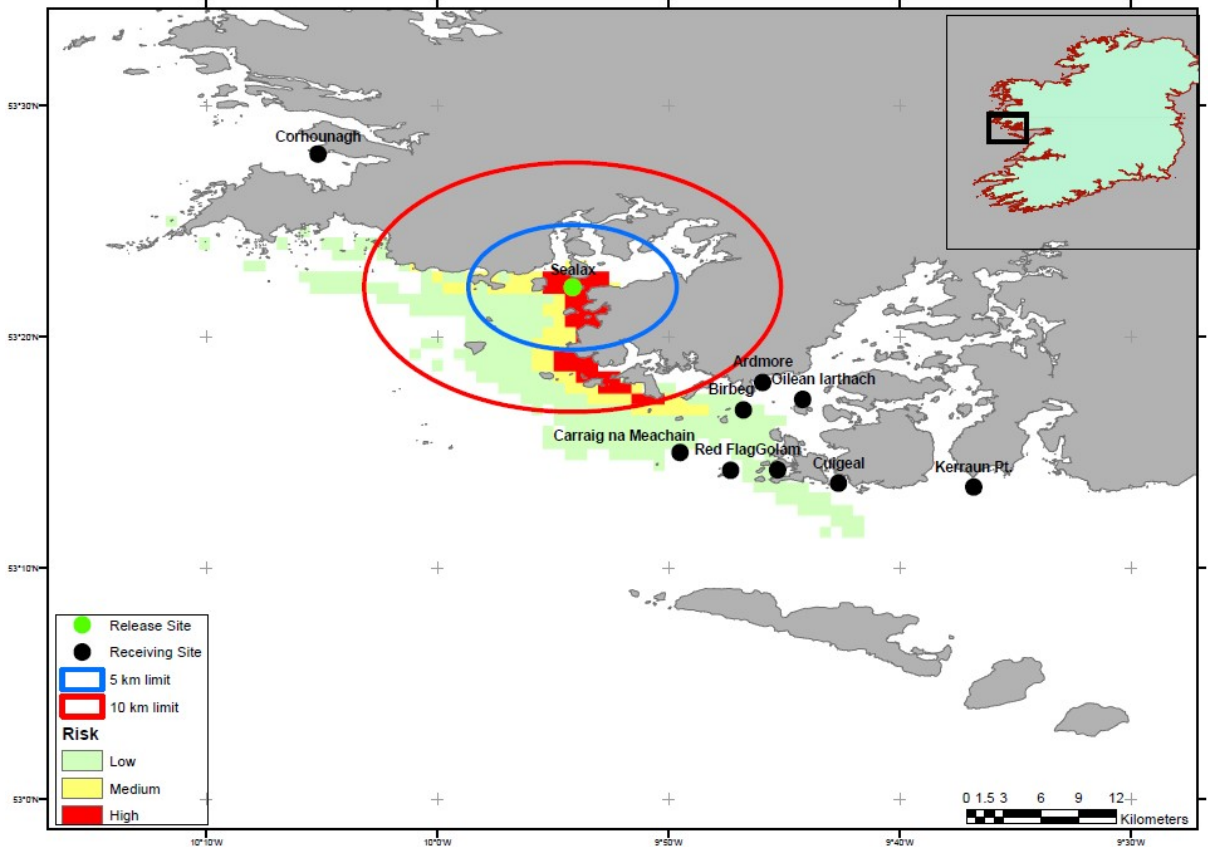 53°30'N
Corhounagh
Sealax
53°20'N
Ardmore
Oilean Iarthach
Birbeg
Carraig na Meachain
Red Flag
Golam
Cuigeal
Kerraun Pt.
53°10'N
Release Site
Receiving Site
5 km limit
10 km limit
Risk
Low
Medium
High
53°0'N
0 1.5 3 6 9 12
Kilometers
10°10'W
10°0'W
9°50'W
9°40'W
9°30'W